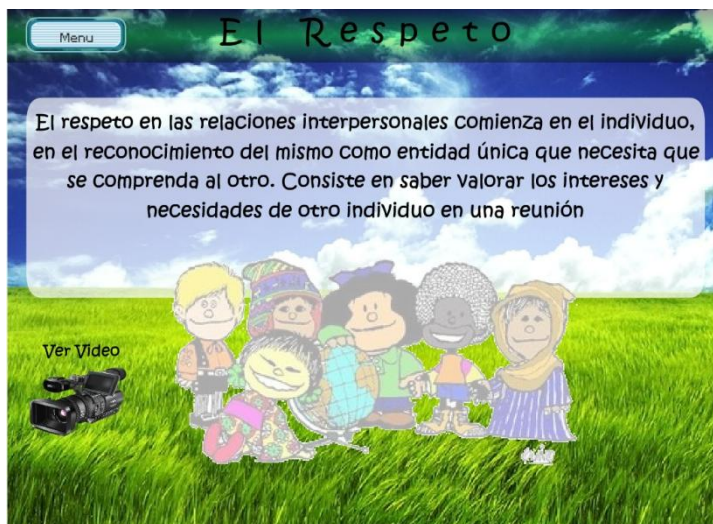 Menu
El Respeto
El respeto en las relaciones interpersonales comienza en el individuo,
en el reconocimiento del mismo como entidad única que necesita que
se comprenda al otro. Consiste en saber valorar los intereses y
necesidades de otro individuo en una reunión
Ver Video